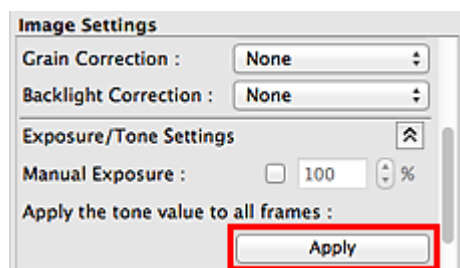 Image Settings
Grain Correction : None
Backlight Correction : None
Exposure/Tone Settings
Manual Exposure : 100 %
Apply the tone value to all frames :
Apply